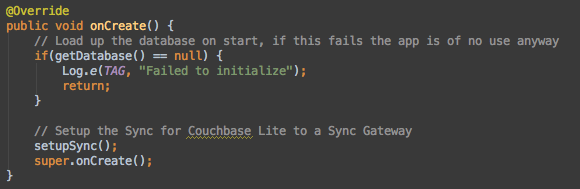 @Override
public void onCreate() {
    // Load up the database on start, if this fails the app is of no use anyway
    if(getDatabase() == null) {
        Log.e(TAG, "Failed to initialize");
        return;
    }

    // Setup the Sync for Couchbase Lite to a Sync Gateway
    setupSync();
    super.onCreate();
}